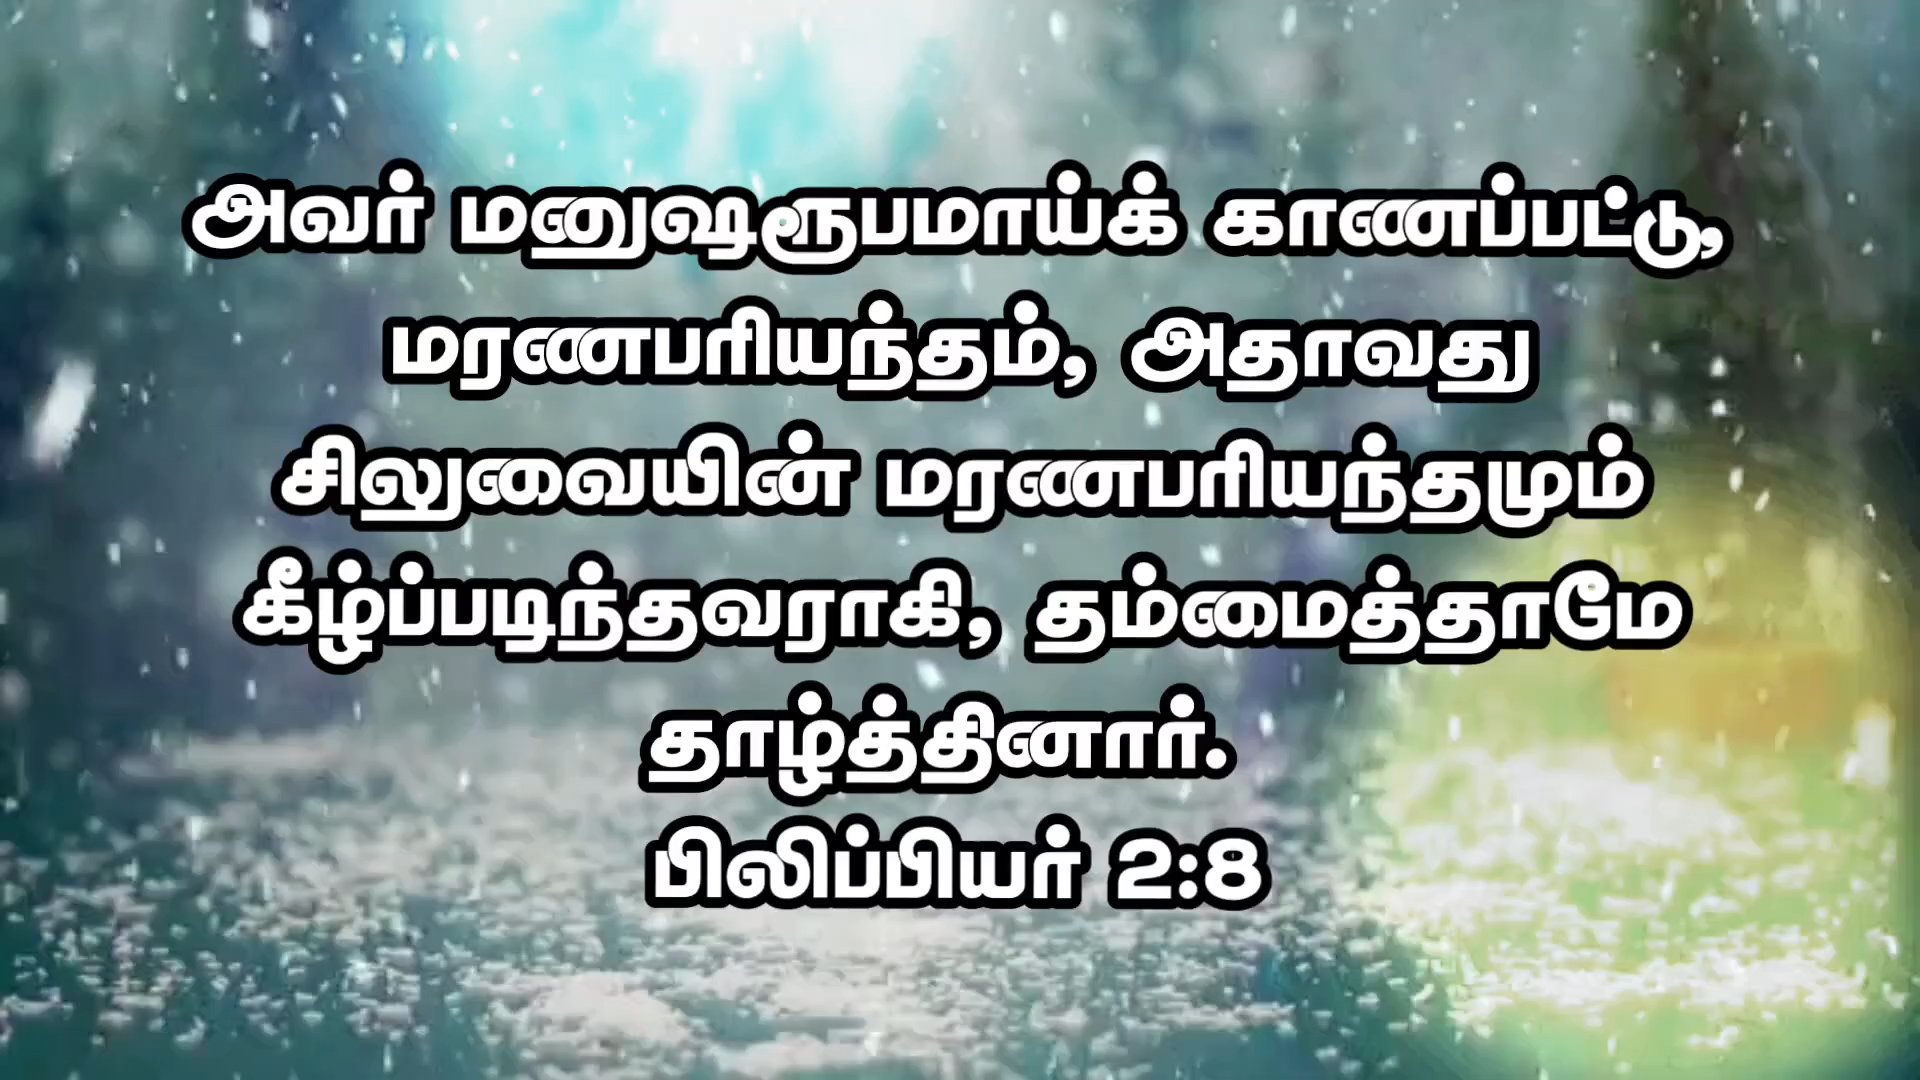 அவர் மனுஷரூபமாய்க் காணப்பட்டு,
மரணபரியந்தம், அதாவது
சிலுவையின் மரணபரியந்தமும்
கீழ்ப்படிந்தவராகி, தம்மைத்தாமே
தாழ்த்தினார்.
பிலிப்பியர் 2:8